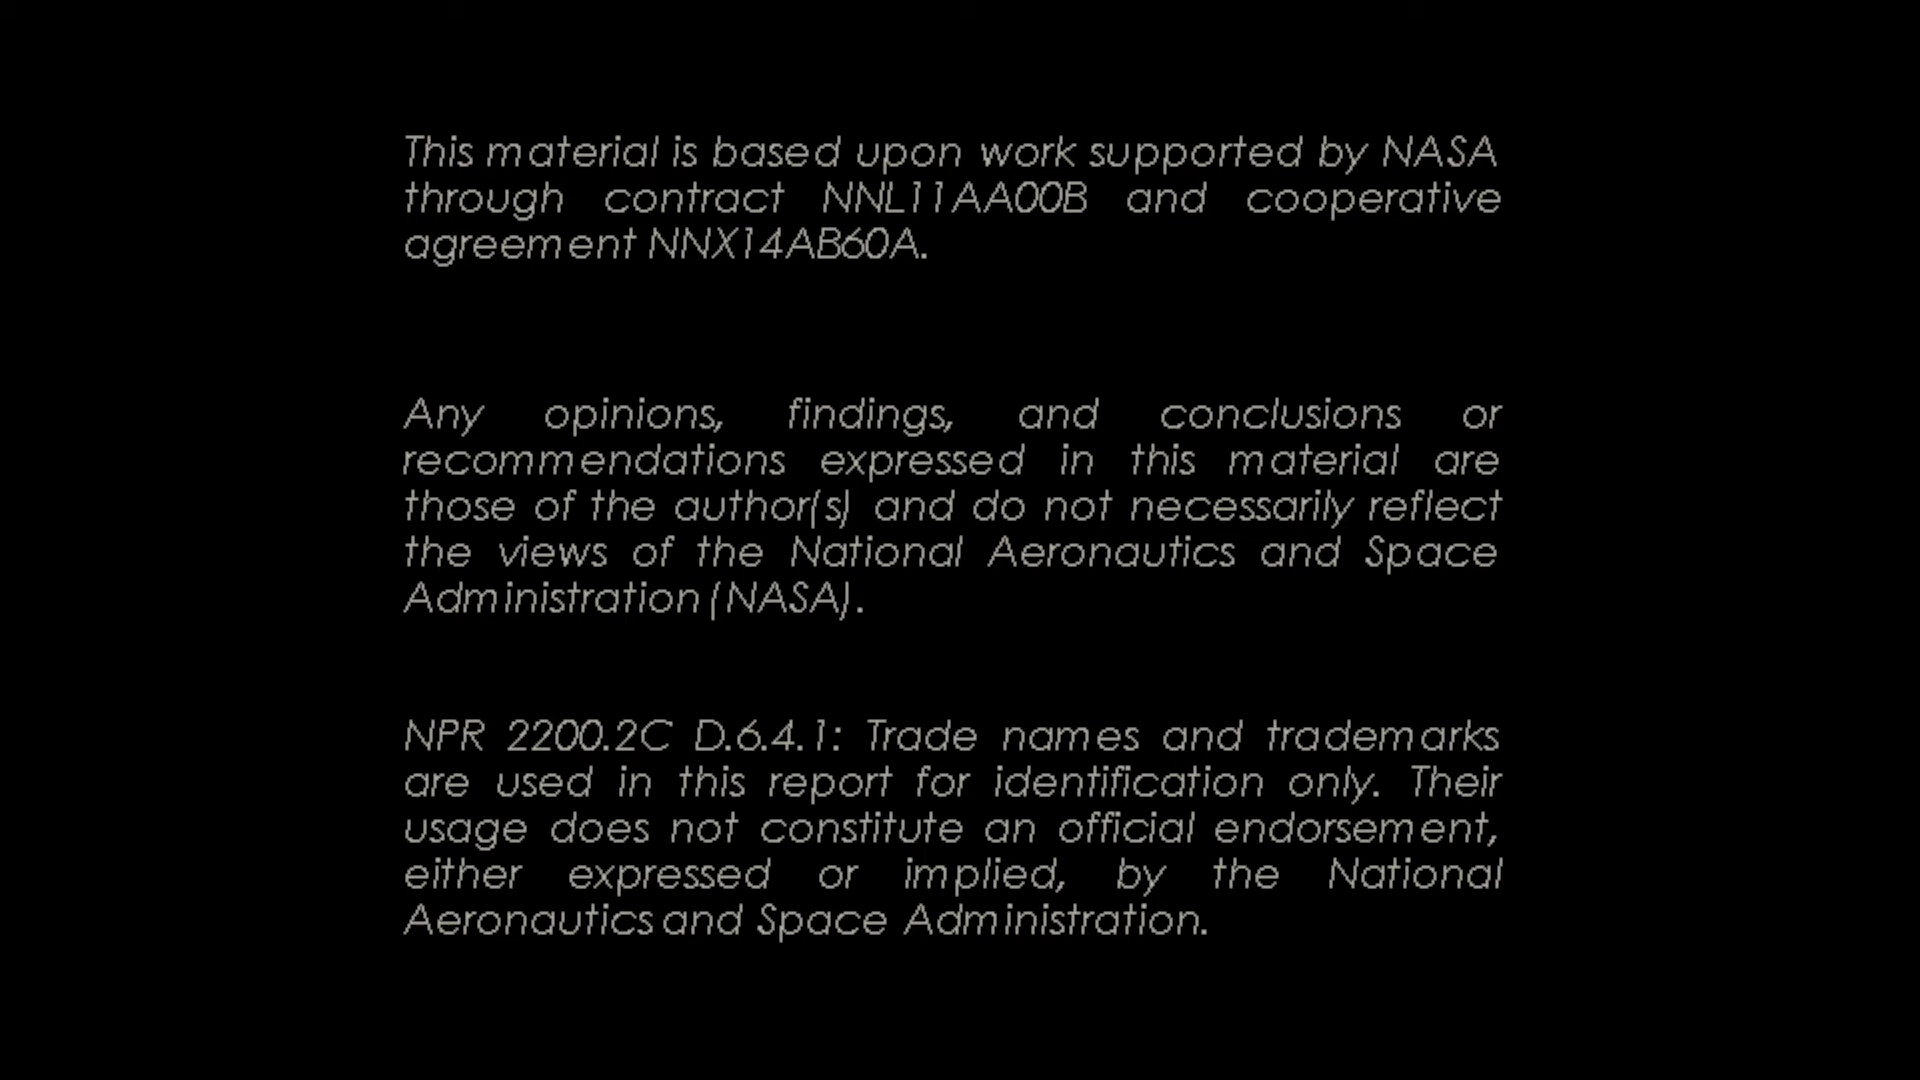 This material is based upon work supported by NASA
through contract NNL11AA00B and cooperative
agreement NNX14AB60A.
Any opinions, findings, and conclusions or
recommendations expressed in this material are
those of the author(s) and do not necessarily reflect
the views of the National Aeronautics and Space
Administration (NASA).
NPR 2200.2C D.6.4.1: Trade names and trademarks
are used in this report for identification only. Their
usage does not constitute an official endorsement,
either expressed or implied, by the National
Aeronautics and Space Administration.